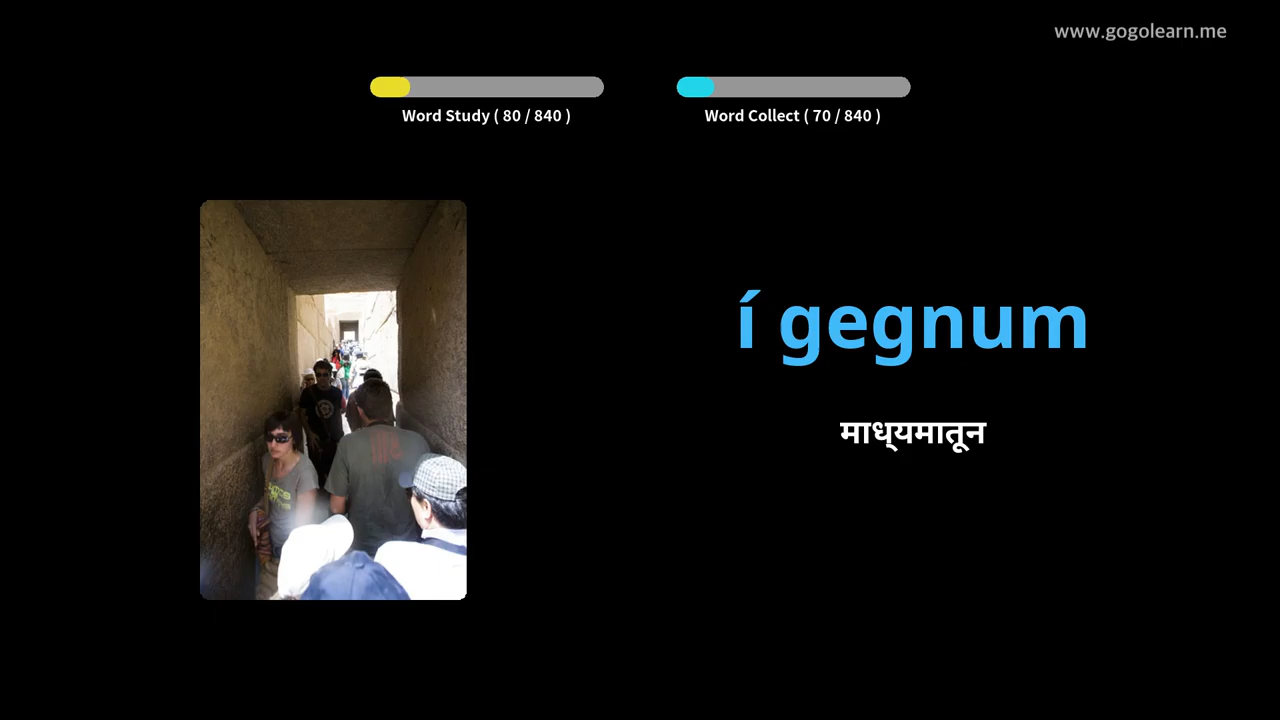 www.gogolearn.me
Word Study ( 80 / 840 )
Word Collect ( 70 / 840 )
í gegnum
माध्यमातून